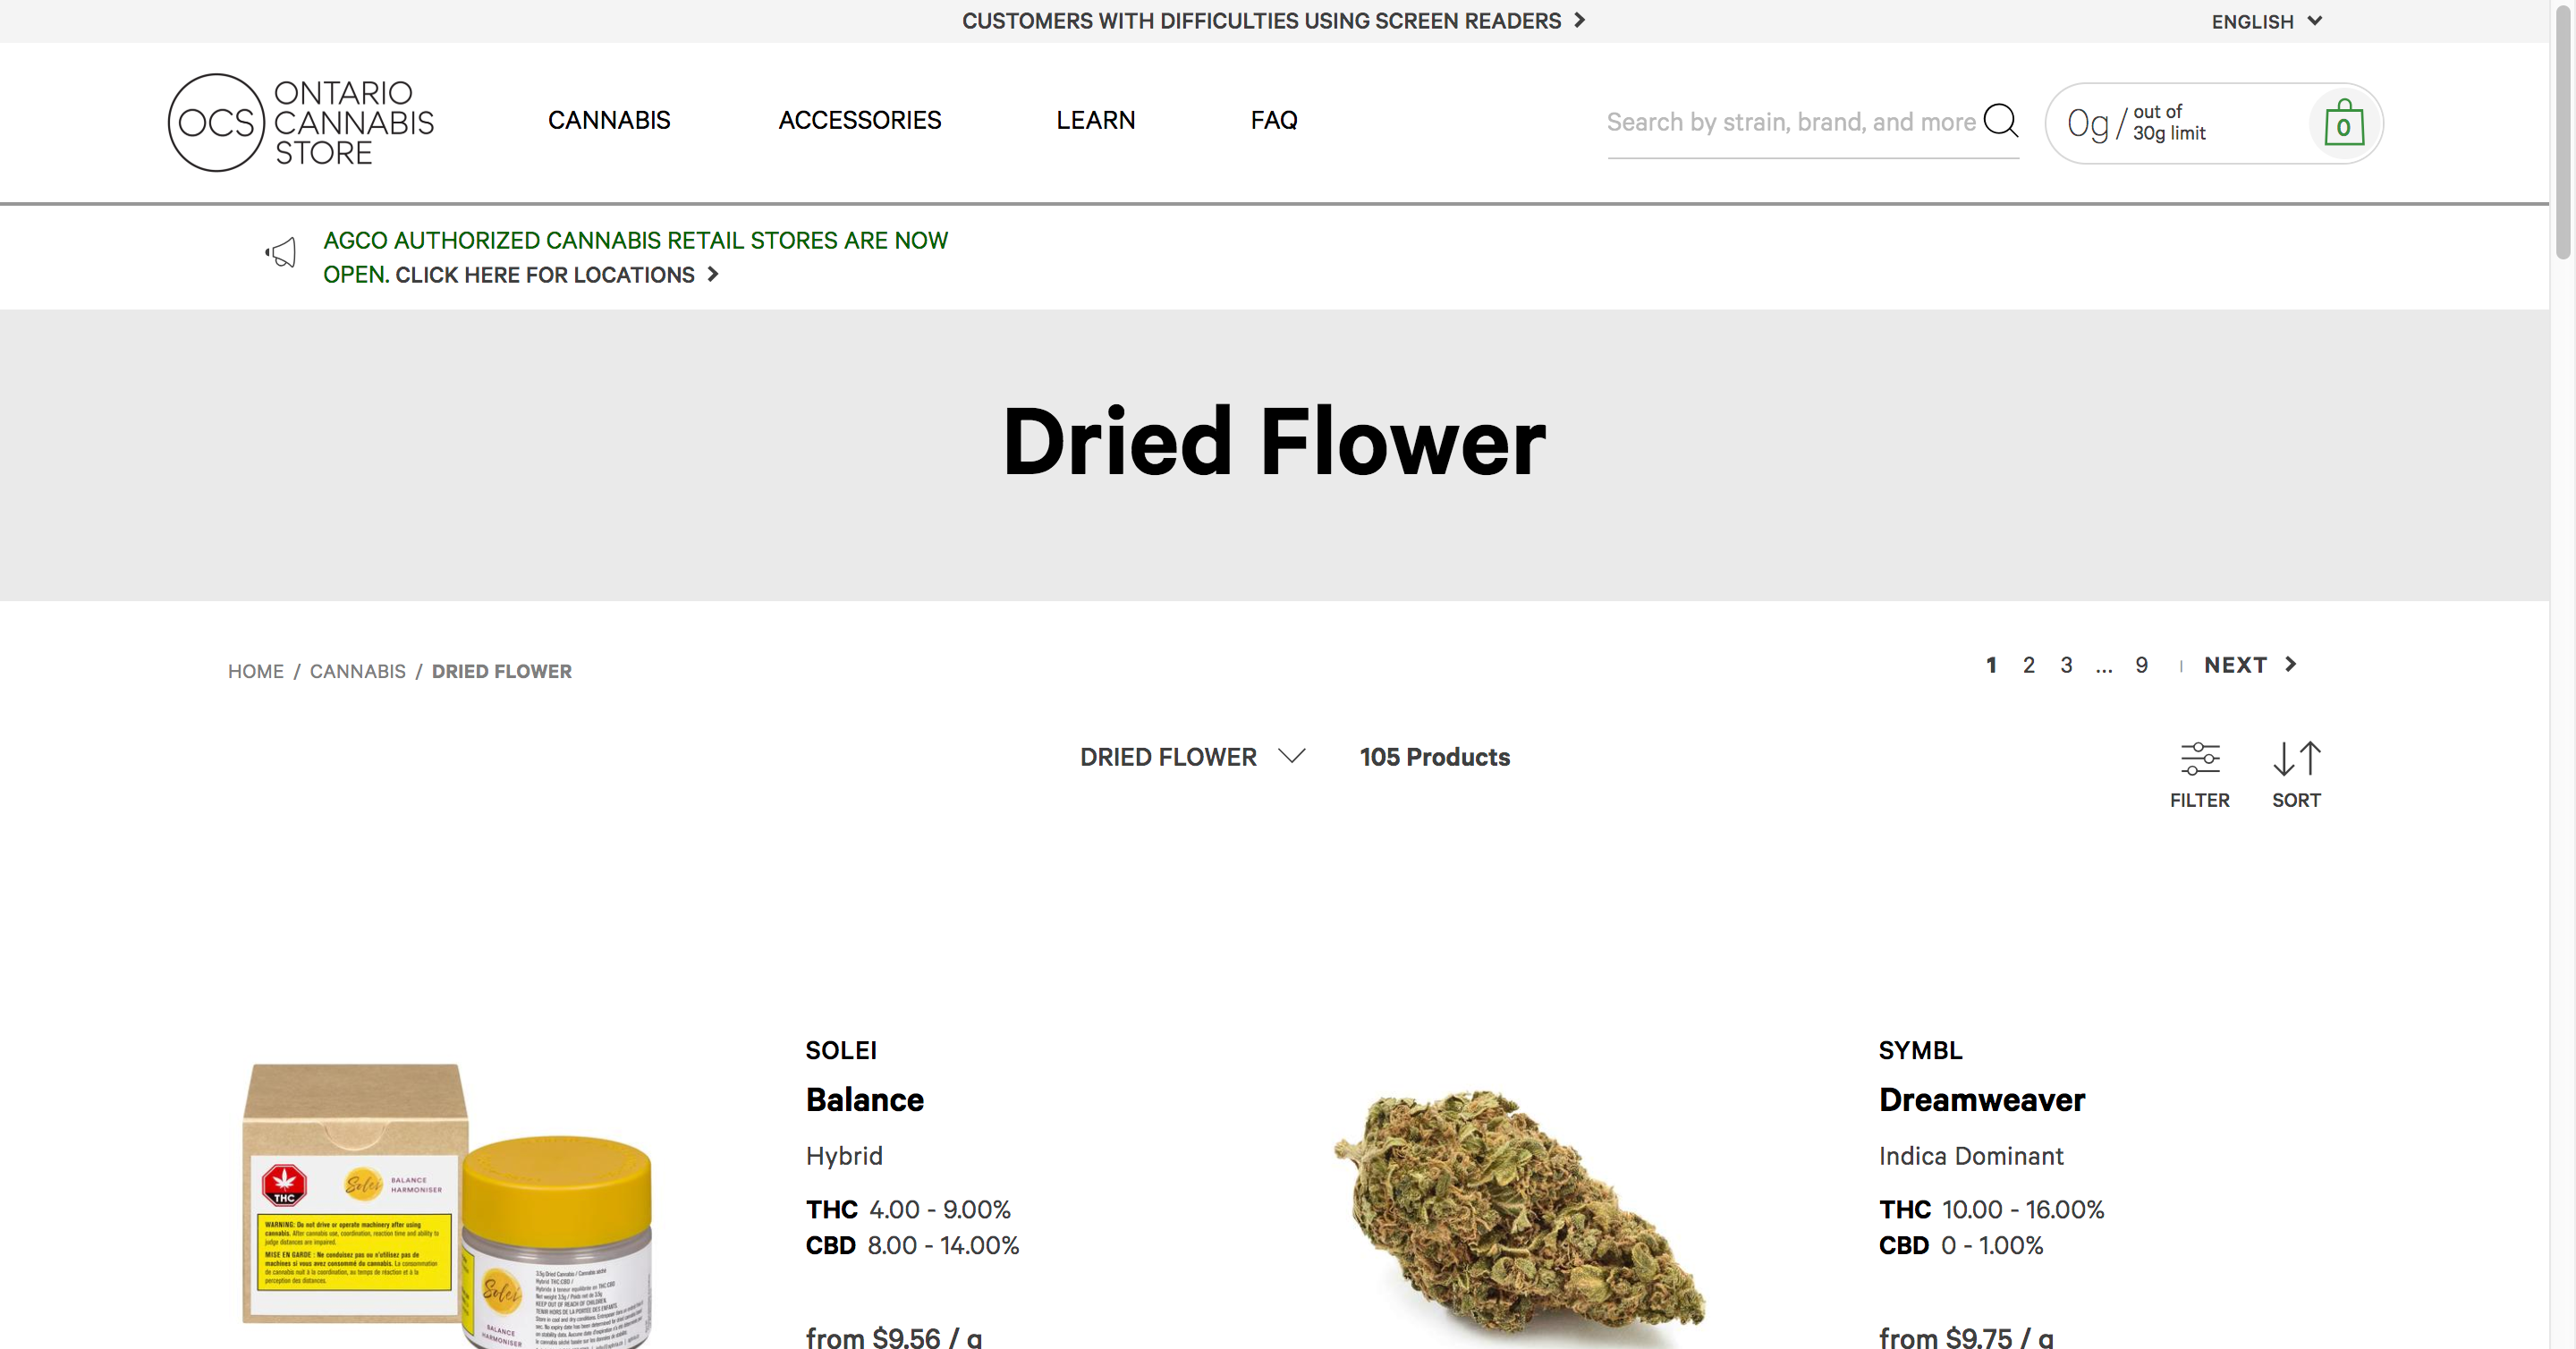 CUSTOMERS WITH DIFFICULTIES USING SCREEN READERS
ENGLISH
OCS
ONTARIO
CANNABIS
STORE
CANNABIS
ACCESSORIES
LEARN
FAQ
Search by strain, brand, and more
0g / out of
30g limit
0
AGCO AUTHORIZED CANNABIS RETAIL STORES ARE NOW
OPEN. CLICK HERE FOR LOCATIONS
Dried Flower
HOME / CANNABIS / DRIED FLOWER
1 2 3 ... 9 | NEXT
DRIED FLOWER
105 Products
FILTER
SORT
THC
Solei
BALANCE
HARMONISER
WARNING: Do not drive or operate machinery after using
cannabis. After cannabis use, coordination, reaction time and ability to
judge distances are impaired.
MISE EN GARDE : Ne conduisez pas ou n'utilisez pas de
machines si vous avez consommé du cannabis. La consommation
de cannabis nuit à la coordination, au temps de réaction et à la
perception des distances.
Solei
BALANCE
HARMONISER
KEEP OUT OF REACH OF CHILDREN
SOLEI
Balance
Hybrid
THC 4.00 - 9.00%
CBD 8.00 - 14.00%
from $9.56 / g
SYMBL
Dreamweaver
Indica Dominant
THC 10.00 - 16.00%
CBD 0 - 1.00%
from $9.75 / g